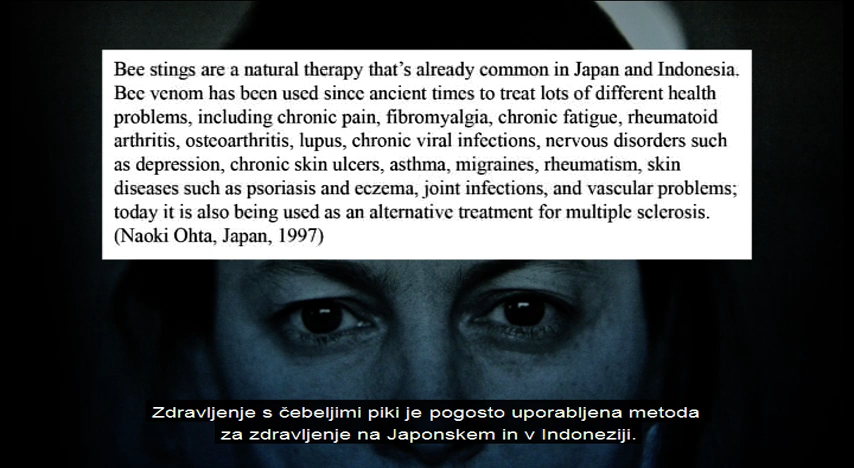 Bee stings are a natural therapy that's already common in Japan and Indonesia.
Bee venom has been used since ancient times to treat lots of different health
problems, including chronic pain, fibromyalgia, chronic fatigue, rheumatoid
arthritis, osteoarthritis, lupus, chronic viral infections, nervous disorders such
as depression, chronic skin ulcers, asthma, migraines, rheumatism, skin
diseases such as psoriasis and eczema, joint infections, and vascular problems;
today it is also being used as an alternative treatment for multiple sclerosis.
(Naoki Ohta, Japan, 1997)
Zdravljenje s čebeljimi piki je pogosto uporabljena metoda
za zdravljenje na Japonskem in v Indoneziji.